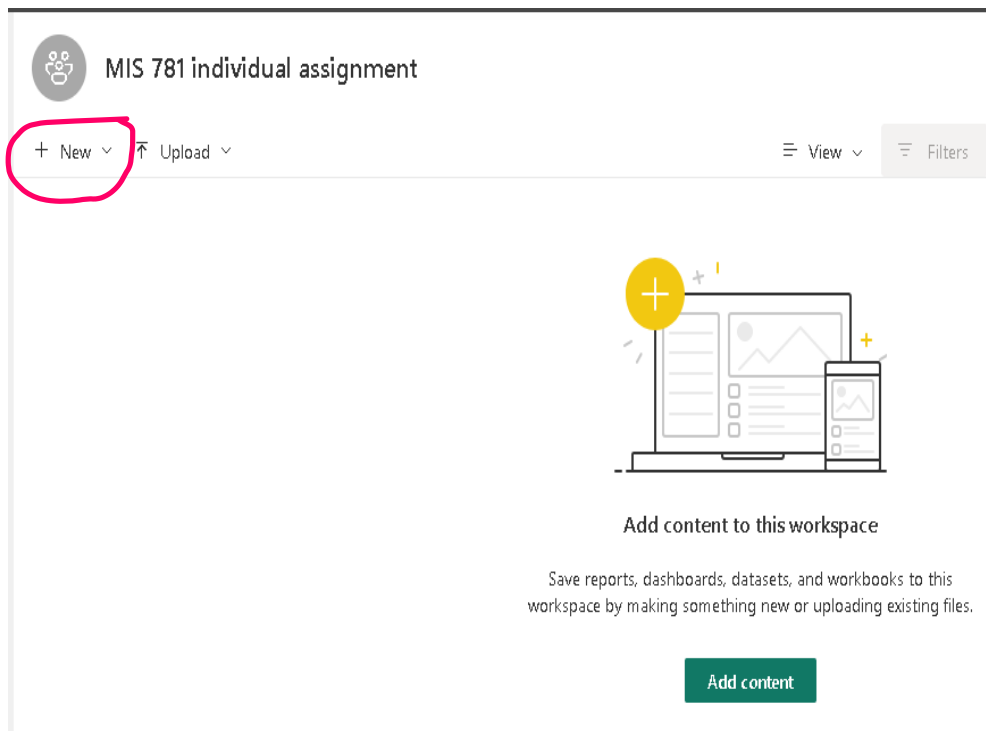 MIS 781 individual assignment
+ New Upload View Filters
Add content to this workspace
Save reports, dashboards, datasets, and workbooks to this
workspace by making something new or uploading existing files.
Add content